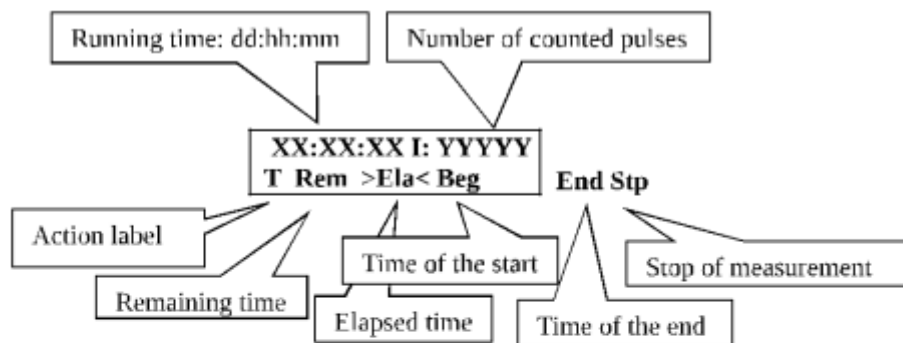 Running time: dd:hh:mm
Number of counted pulses
XX:XX:XX I: YYYYY
T Rem >Ela< Beg
End Stp
Action label
Time of the start
Stop of measurement
Remaining time
Elapsed time
Time of the end